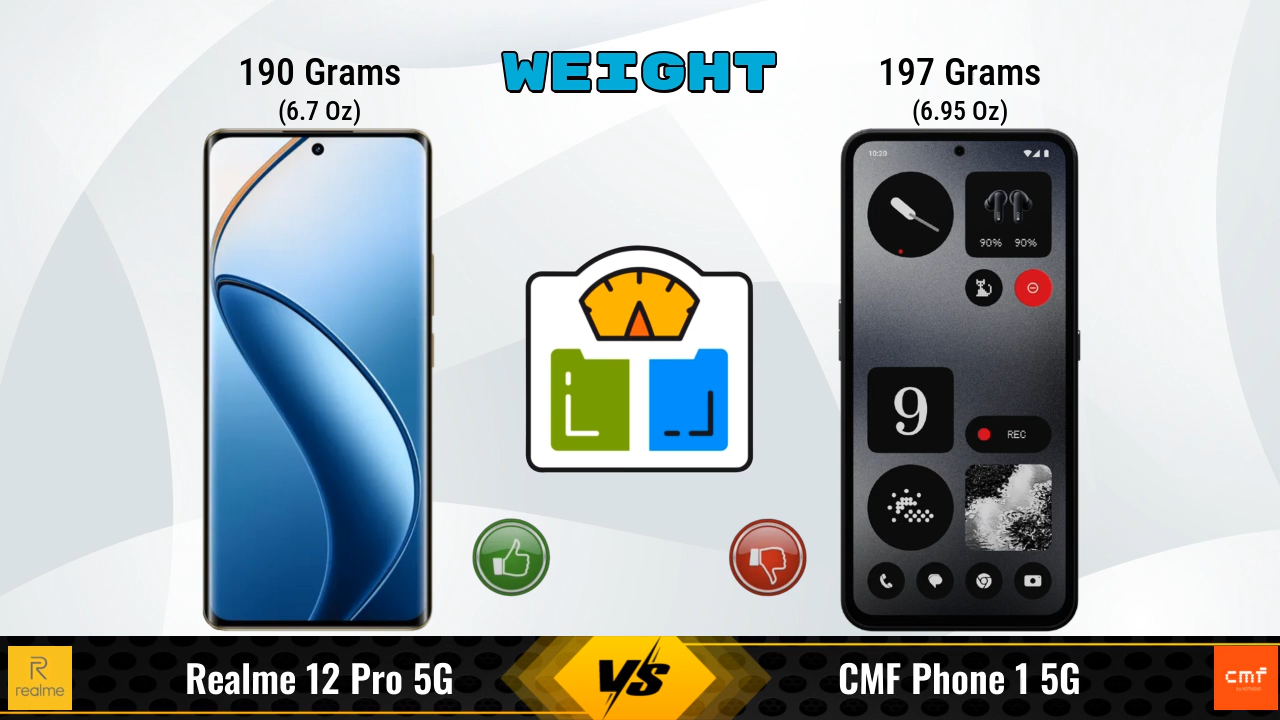 WEIGHT
190 Grams
(6.7 Oz)
197 Grams
(6.95 Oz)
10:20
90% 90%
9
REC
realme
Realme 12 Pro 5G
VS
CMF Phone 1 5G
cmf